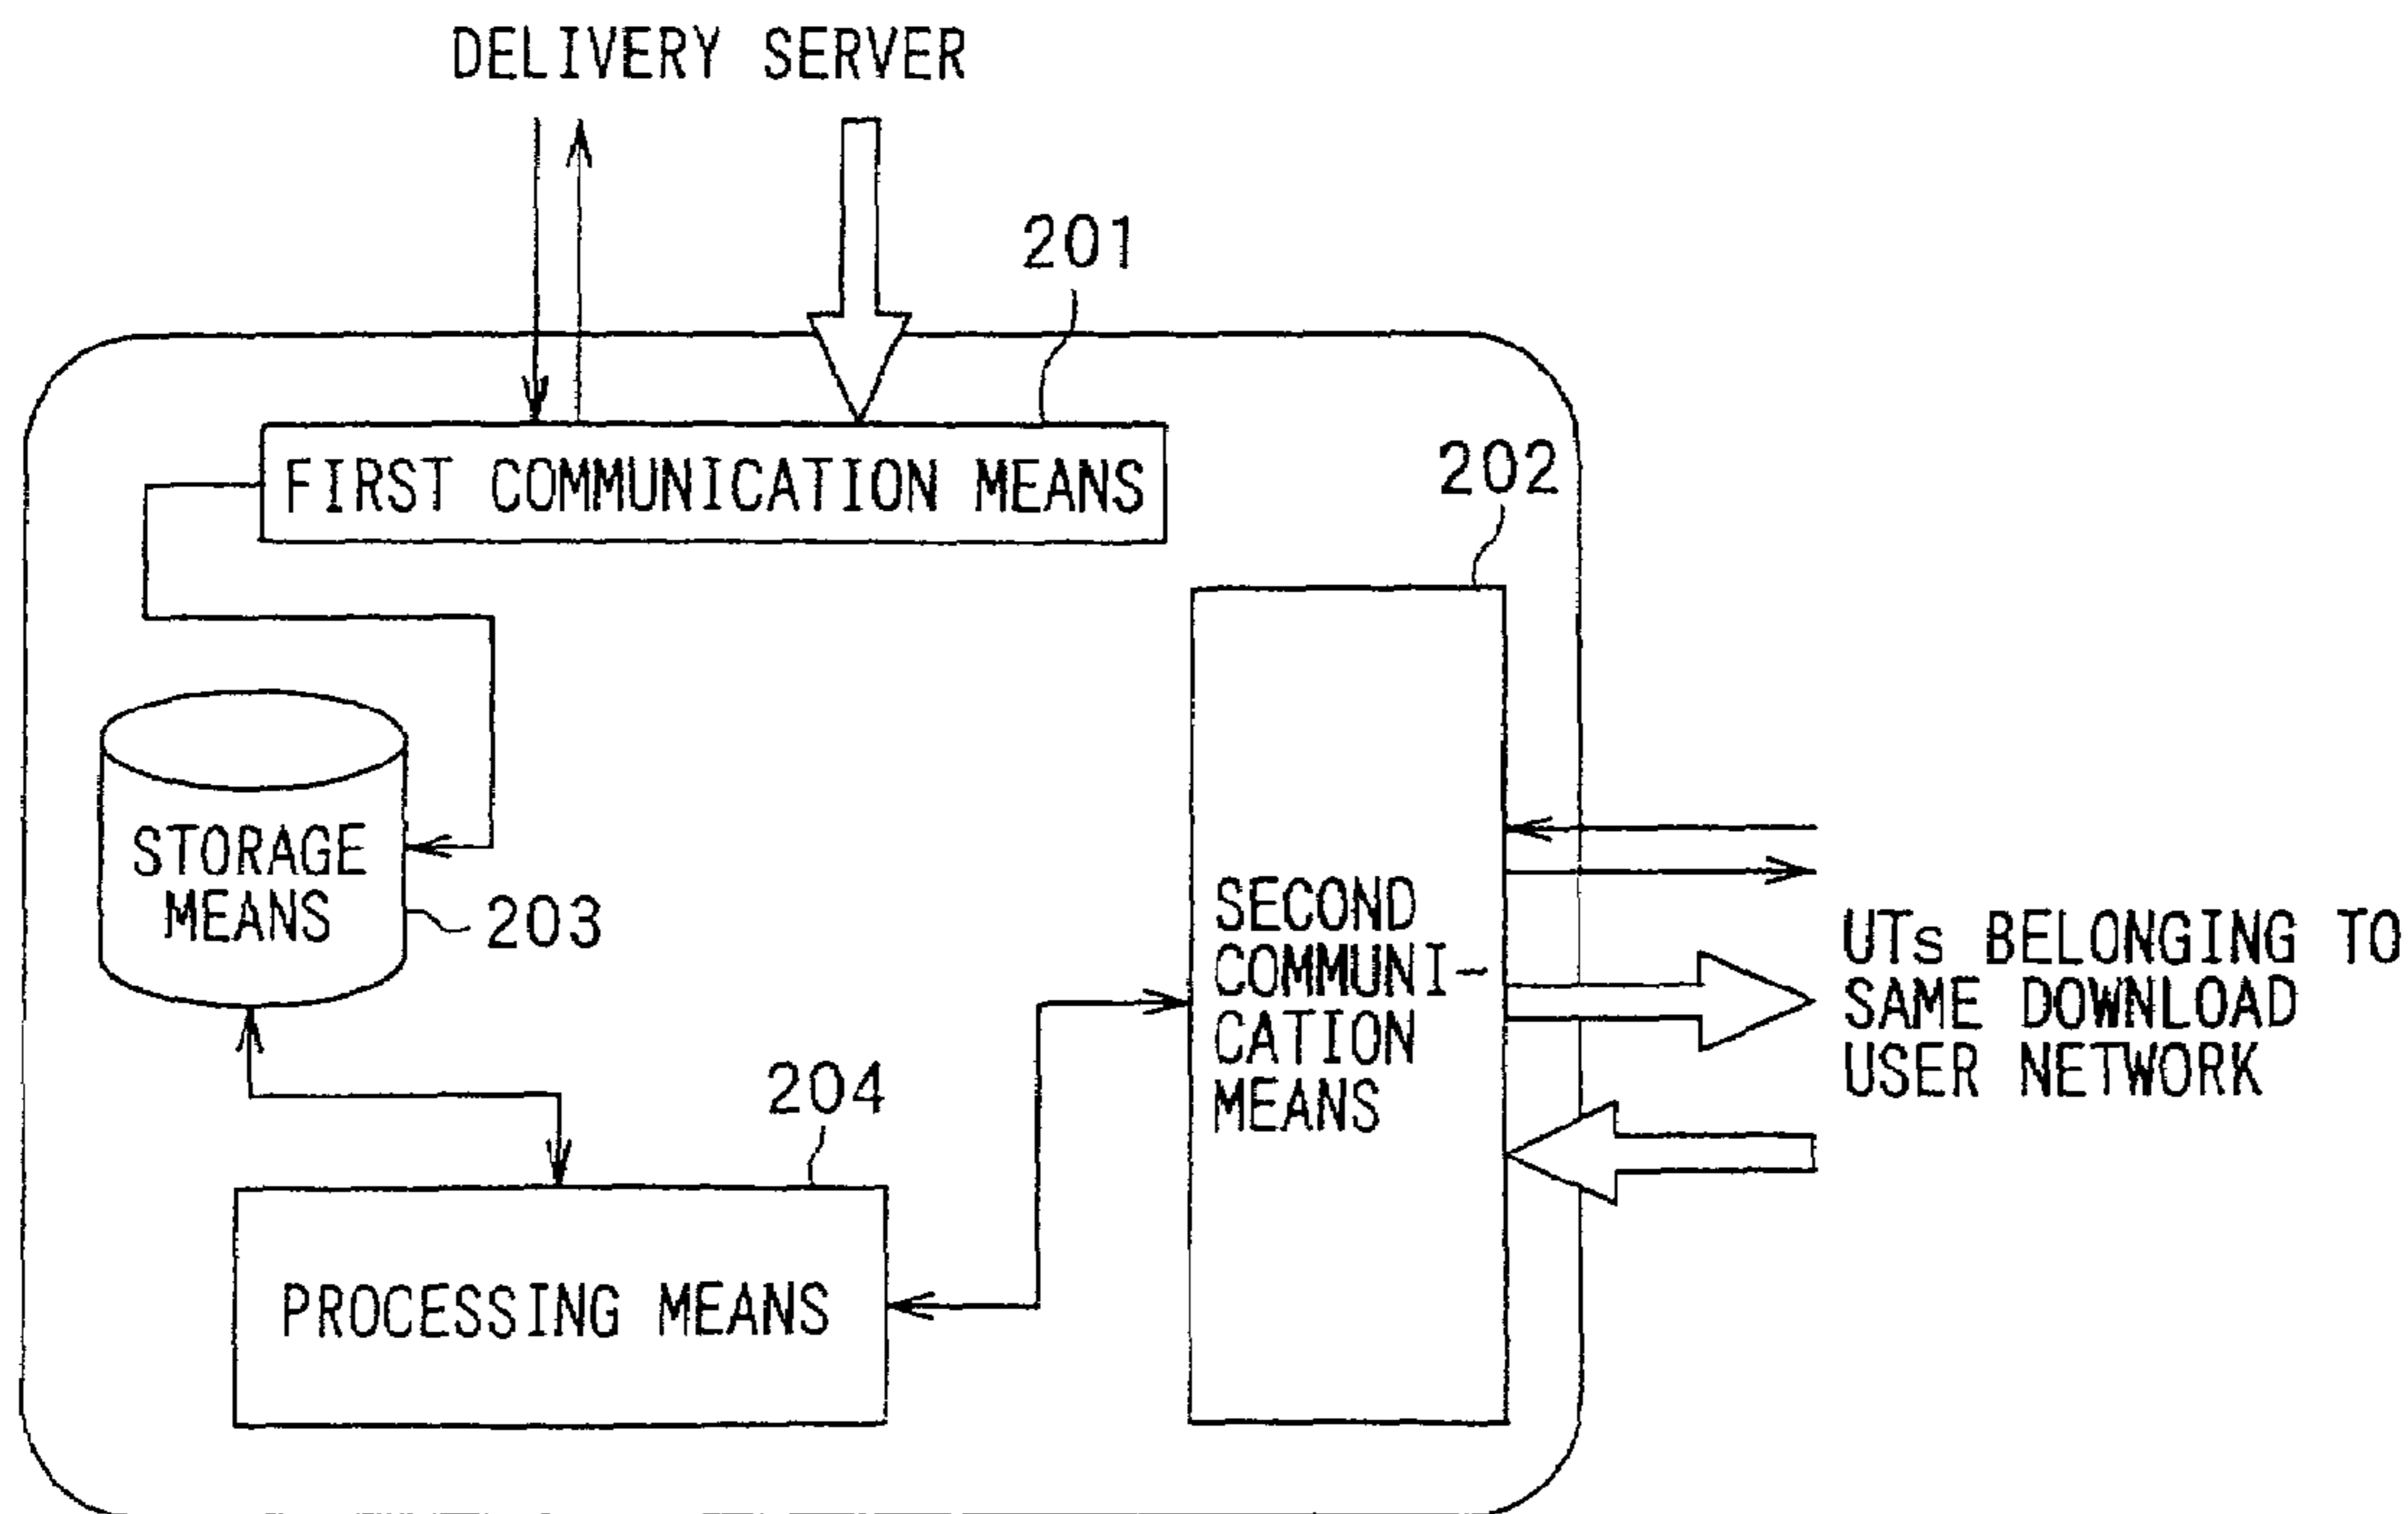 DELIVERY SERVER
201
FIRST COMMUNICATION MEANS
202
STORAGE
MEANS
203
SECOND
COMMUNI-
CATION
MEANS
UTs BELONGING TO
SAME DOWNLOAD
USER NETWORK
204
PROCESSING MEANS